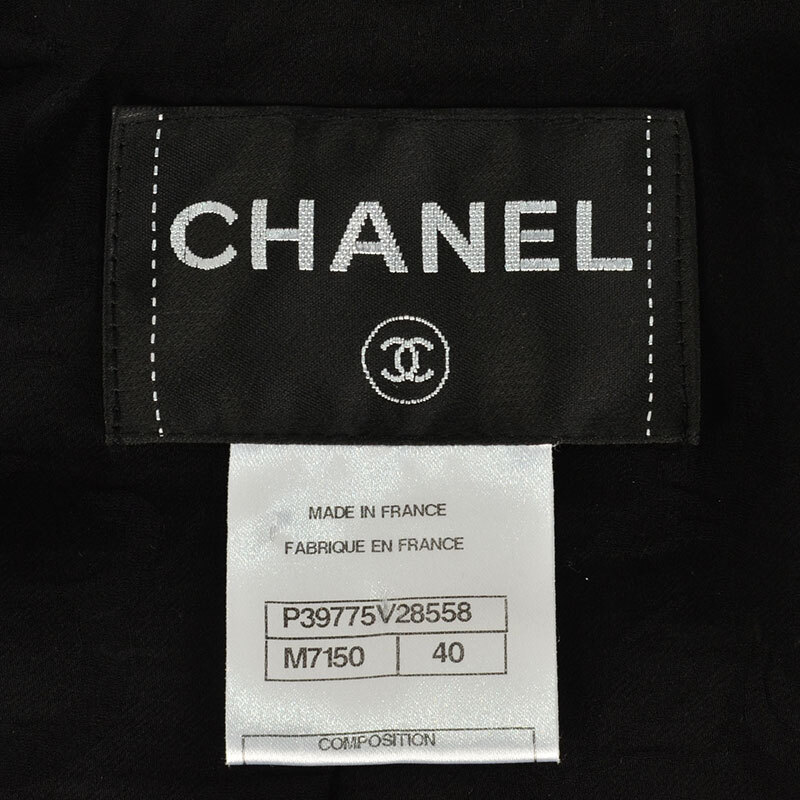 CHANEL
MADE IN FRANCE
FABRIQUE EN FRANCE
P39775V28558
M7150 40
COMPOSITION